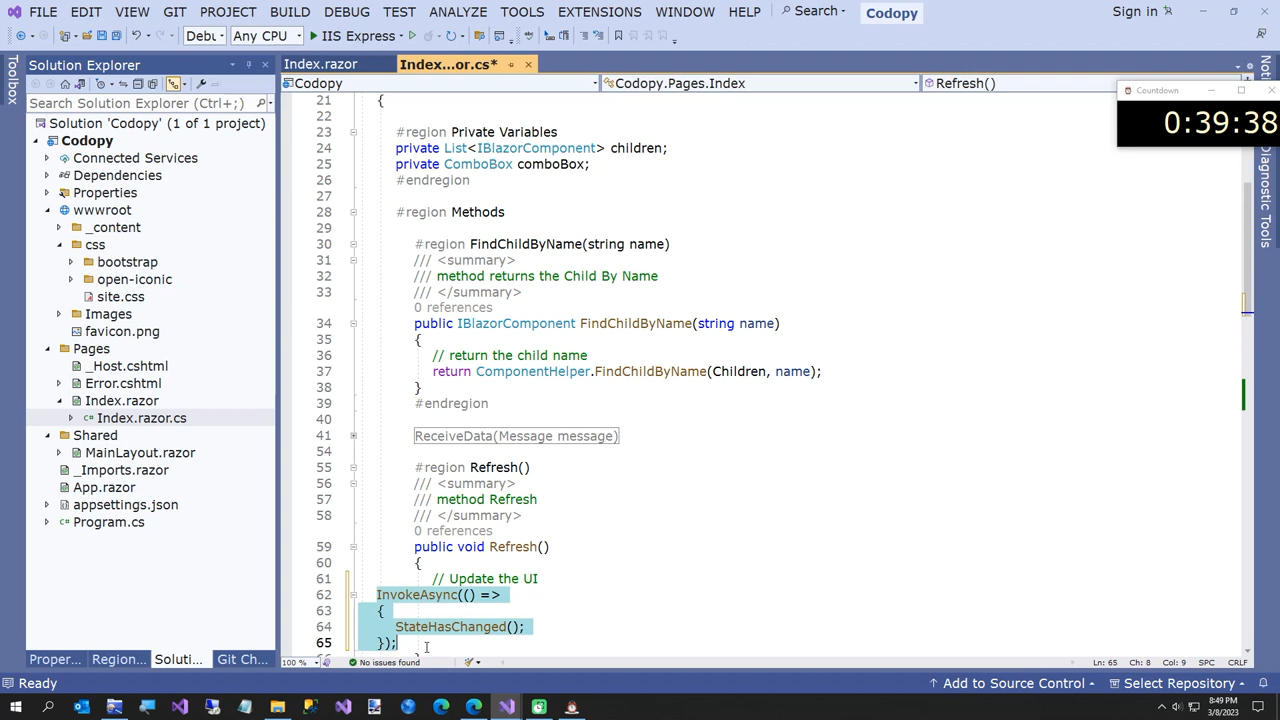 FILE EDIT VIEW GIT PROJECT BUILD DEBUG TEST ANALYZE TOOLS EXTENSIONS WINDOW HELP Search Codopy Sign in
Debu Any CPU IIS Express
Toolbox
Solution Explorer
Search Solution Explorer (Ctrl+;)
Solution 'Codopy' (1 of 1 project)
Codopy
Connected Services
Dependencies
Properties
wwwroot
_content
css
bootstrap
open-iconic
site.css
Images
favicon.png
Pages
_Host.cshtml
Error.cshtml
Index.razor
Index.razor.cs
Shared
MainLayout.razor
_Imports.razor
App.razor
appsettings.json
Program.cs
Proper... Region... Soluti... Git Ch...
Index.razor Index...or.cs*
Codopy Codopy.Pages.Index Refresh()
21 {
22
23 #region Private Variables
24 private List<IBlazorComponent> children;
25 private ComboBox comboBox;
26 #endregion
27
28 #region Methods
29
30 #region FindChildByName(string name)
31 /// <summary>
32 /// method returns the Child By Name
33 /// </summary>
0 references
34 public IBlazorComponent FindChildByName(string name)
35 {
36 // return the child name
37 return ComponentHelper.FindChildByName(Children, name);
38 }
39 #endregion
40
41 ReceiveData(Message message)
54
55 #region Refresh()
56 /// <summary>
57 /// method Refresh
58 /// </summary>
0 references
59 public void Refresh()
60 {
61 // Update the UI
62 InvokeAsync(() =>
63 {
64 StateHasChanged();
65 });
100 % No issues found Ln: 65 Ch: 8 Col: 9 SPC CRLF
Countdown
0:39:38
Notifications
Diagnostic Tools
Ready Add to Source Control Select Repository
8:49 PM
3/8/2023